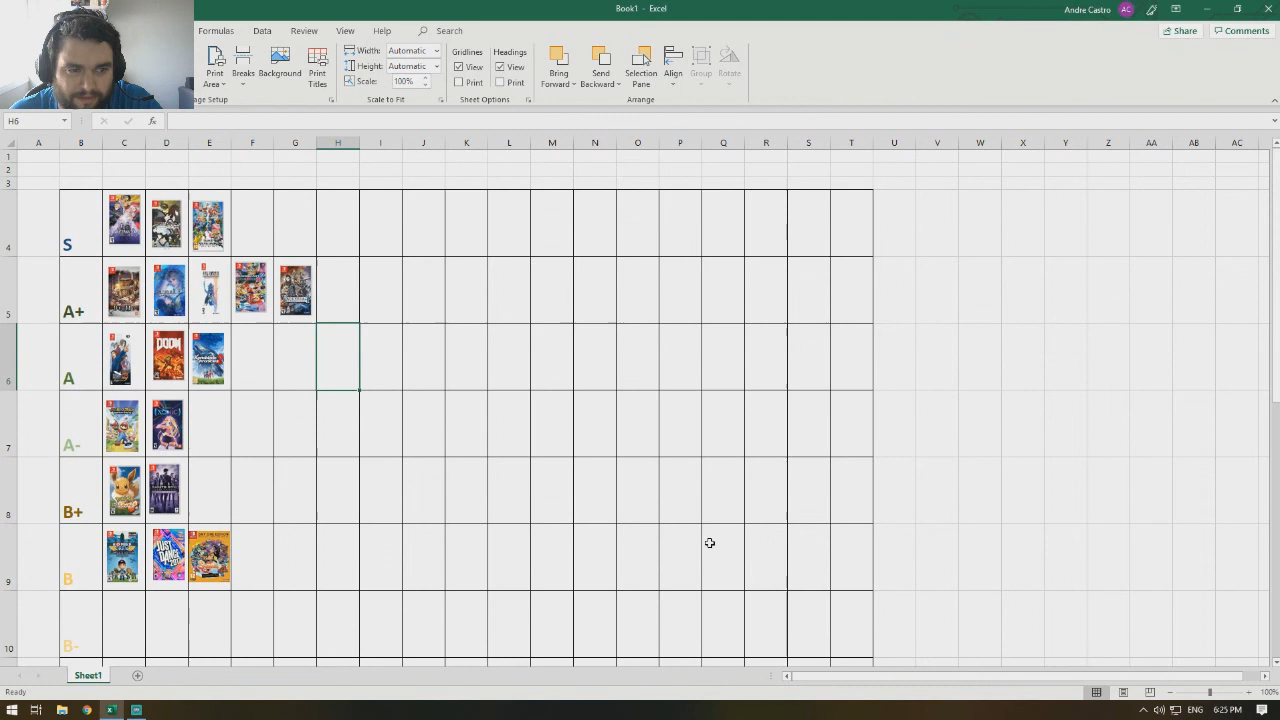 Book1 - Excel
Andre Castro AC
Formulas Data Review View Help Search
Share Comments
Print Area Breaks Background Print Titles
Width: Automatic
Height: Automatic
Scale: 100%
Gridlines Headings
View View
Print Print
Bring Forward Send Backward Selection Pane Align Group Rotate
Scale to Fit Sheet Options Arrange
H6 fx
A B C D E F G H I J K L M N O P Q R S T U V W X Y Z AA AB AC
1
2
3
4 S
5 A+
6 A DOOM
7 A-
8 B+
9 B JUST DANCE
10 B-
Sheet1
Ready 100%
ENG 6:25 PM